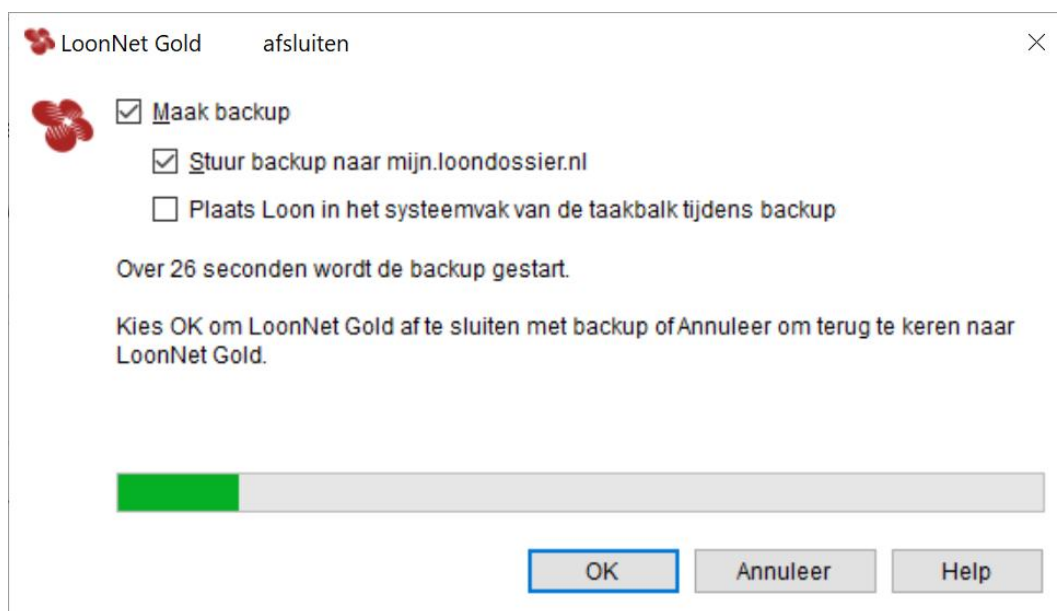 LoonNet Gold afsluiten
Maak backup
Stuur backup naar mijn.loondossier.nl
Plaats Loon in het systeemvak van de taakbalk tijdens backup
Over 26 seconden wordt de backup gestart.
Kies OK om LoonNet Gold af te sluiten met backup of Annuleer om terug te keren naar
LoonNet Gold.
OK Annuleer Help